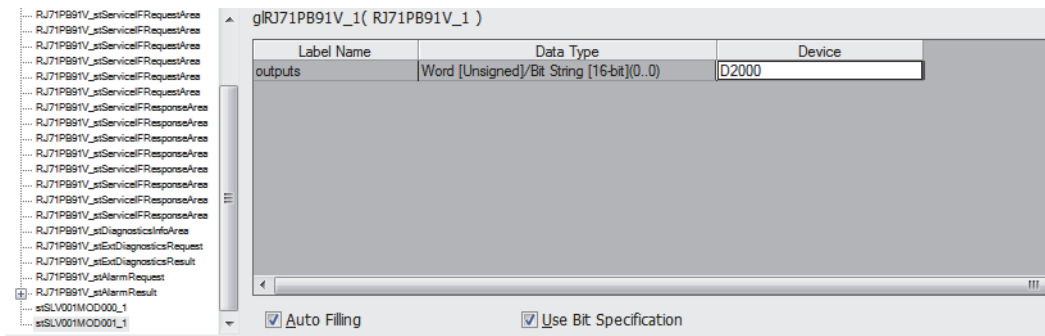 RJ71PB91V_stServiceIFRequestArea
RJ71PB91V_stServiceIFRequestArea
RJ71PB91V_stServiceIFRequestArea
RJ71PB91V_stServiceIFRequestArea
RJ71PB91V_stServiceIFRequestArea
RJ71PB91V_stServiceIFRequestArea
RJ71PB91V_stServiceIFResponseArea
RJ71PB91V_stServiceIFResponseArea
RJ71PB91V_stServiceIFResponseArea
RJ71PB91V_stServiceIFResponseArea
RJ71PB91V_stServiceIFResponseArea
RJ71PB91V_stServiceIFResponseArea
RJ71PB91V_stServiceIFResponseArea
RJ71PB91V_stServiceIFResponseArea
RJ71PB91V_stDiagnosticsInfoArea
RJ71PB91V_stExtDiagnosticsRequest
RJ71PB91V_stExtDiagnosticsResult
RJ71PB91V_stAlarmRequest
RJ71PB91V_stAlarmResult
stSLV001MOD000_1
stSLV001MOD001_1
glRJ71PB91V_1( RJ71PB91V_1 )
Label Name Data Type Device
outputs Word [Unsigned]/Bit String [16-bit](0..0) D2000
Auto Filling Use Bit Specification